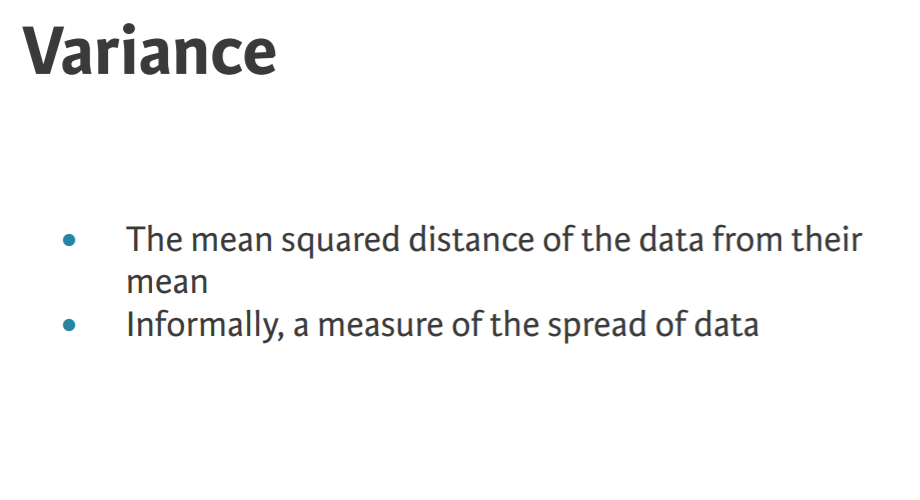 Variance
• The mean squared distance of the data from their
mean
• Informally, a measure of the spread of data